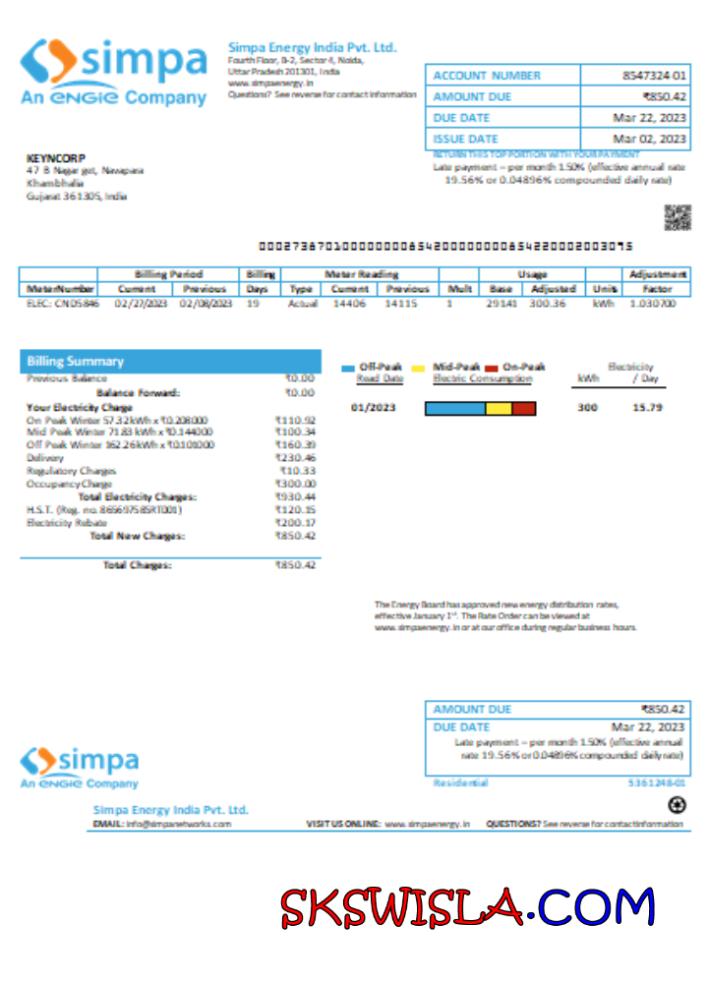 simpa
An ENGIE Company
Simpa Energy India Pvt. Ltd.
Fourth Floor, B-2, Sector 4, Noida,
Uttar Pradesh 201301, India
www.simpaenergy.in
Questions? See reverse for contact information
ACCOUNT NUMBER 8547324-01
AMOUNT DUE ₹850.42
DUE DATE Mar 22, 2023
ISSUE DATE Mar 02, 2023
RETURN THIS TOP PORTION WITH YOUR PAYMENT
Late payment – per month 1.50% (effective annual rate
19.56% or 0.04896% compounded daily rate)
KEYNCORP
47 B Nagar get, Navapara
Khambhalia
Gujarat 361305, India
Billing Period Billing Meter Reading Usage Adjustment
MeterNumber Current Previous Days Type Current Previous Mult Base Adjusted Units Factor
ELEC: CND5846 02/27/2023 02/08/2023 19 Actual 14406 14115 1 29141 300.36 kWh 1.030700
Billing Summary
Previous Balance ₹0.00
Balance Forward: ₹0.00
Your Electricity Charge
On Peak Winter 57.32kWh x ₹0.208000 ₹110.92
Mid Peak Winter 71.83 kWh x ₹0.144000 ₹100.34
Off Peak Winter 162.26kWh x ₹0.101000 ₹160.39
Delivery ₹230.46
Regulatory Charges ₹10.33
Occupancy Charge ₹300.00
Total Electricity Charges: ₹930.44
H.S.T. (Reg. no. 865697585RT001) ₹120.15
Electricity Rebate ₹200.17
Total New Charges: ₹850.42
Total Charges: ₹850.42
Off-Peak Mid-Peak On-Peak Electricity
Read Date Electric Consumption kWh / Day
01/2023 300 15.79
The Energy Board has approved new energy distribution rates,
effective January 1st. The Rate Order can be viewed at
www.simpaenergy.in or at our office during regular business hours.
AMOUNT DUE ₹850.42
DUE DATE Mar 22, 2023
Late payment – per month 1.50% (effective annual
rate 19.56% or 0.04896% compounded daily rate)
Residential 5361248-01
simpa
An ENGIE Company
Simpa Energy India Pvt. Ltd.
EMAIL: info@simpanetworks.com VISIT US ONLINE: www.simpaenergy.in QUESTIONS? See reverse for contact information
SKSWISLA.COM